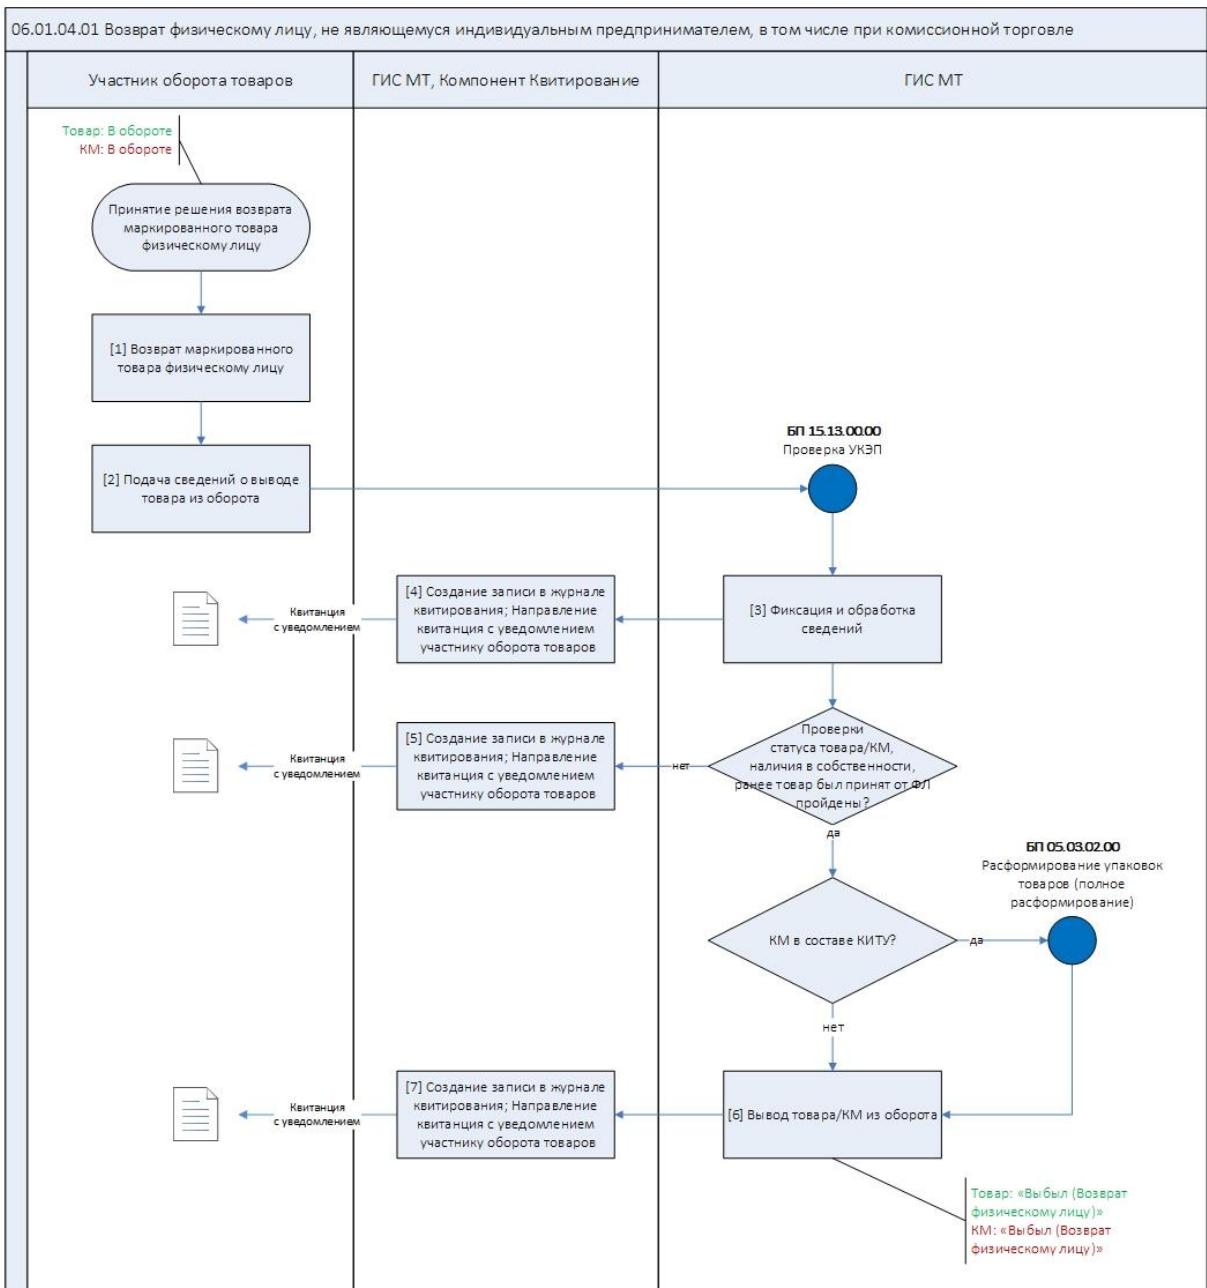 06.01.04.01 Возврат физическому лицу, не являющемуся индивидуальным предпринимателем, в том числе при комиссионной торговле
Участник оборота товаров
ГИС МТ, Компонент Квитирование
ГИС МТ
Товар: В обороте
КМ: В обороте
Принятие решения возврата
маркированного товара
физическому лицу
[1] Возврат маркированного
товара физическому лицу
[2] Подача сведений о выводе
товара из оборота
БП 15.13.00.00
Проверка УКЭП
[3] Фиксация и обработка
сведений
[4] Создание записи в журнале
квитирования; Направление
квитанция с уведомлением
участнику оборота товаров
Квитанция
с уведомлением
Проверки
статуса товара/КМ,
наличия в собственности,
ранее товар был принят от ФЛ
пройдены?
нет
[5] Создание записи в журнале
квитирования; Направление
квитанция с уведомлением
участнику оборота товаров
Квитанция
с уведомлением
да
КМ в составе КИТУ?
да
БП 05.03.02.00
Расформирование упаковок
товаров (полное
расформирование)
нет
[6] Вывод товара/КМ из оборота
[7] Создание записи в журнале
квитирования; Направление
квитанция с уведомлением
участнику оборота товаров
Квитанция
с уведомлением
Товар: «Выбыл (Возврат
физическому лицу)»
КМ: «Выбыл (Возврат
физическому лицу)»